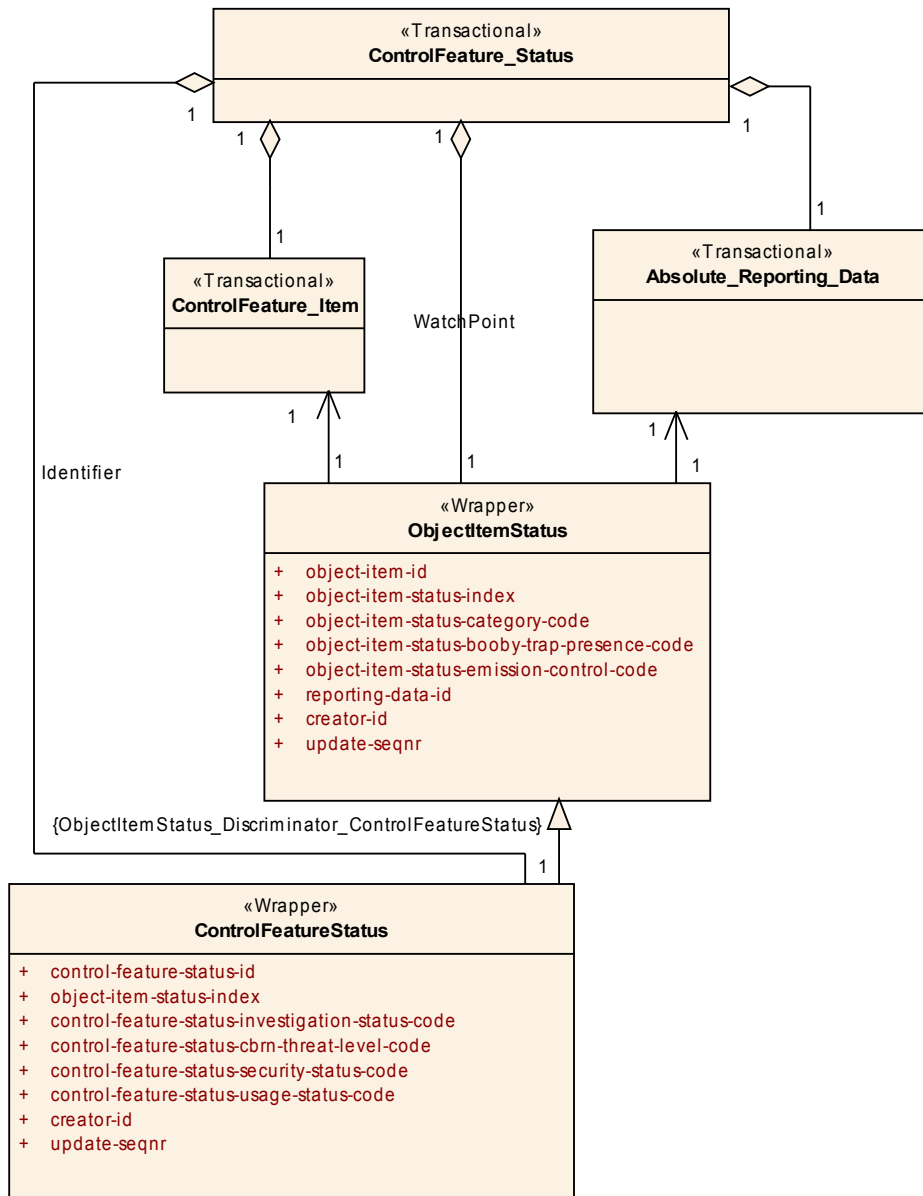 «Transactional»
ControlFeature_Status
1
1
1
1
1
1
«Transactional»
ControlFeature_Item
«Transactional»
Absolute_Reporting_Data
WatchPoint
1
1
Identifier
1
1
1
«Wrapper»
ObjectItemStatus
+ object-item-id
+ object-item-status-index
+ object-item-status-category-code
+ object-item-status-booby-trap-presence-code
+ object-item-status-emission-control-code
+ reporting-data-id
+ creator-id
+ update-seqnr
{ObjectItemStatus_Discriminator_ControlFeatureStatus}
1
«Wrapper»
ControlFeatureStatus
+ control-feature-status-id
+ object-item-status-index
+ control-feature-status-investigation-status-code
+ control-feature-status-cbrn-threat-level-code
+ control-feature-status-security-status-code
+ control-feature-status-usage-status-code
+ creator-id
+ update-seqnr